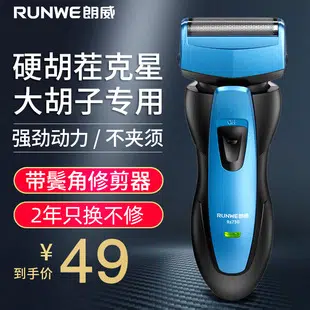 RUNWE朗威
硬胡茬克星
大胡子专用
强劲动力 / 不夹须
带鬓角修剪器
2年只换不修
到手价 ¥49
RUNWE朗威